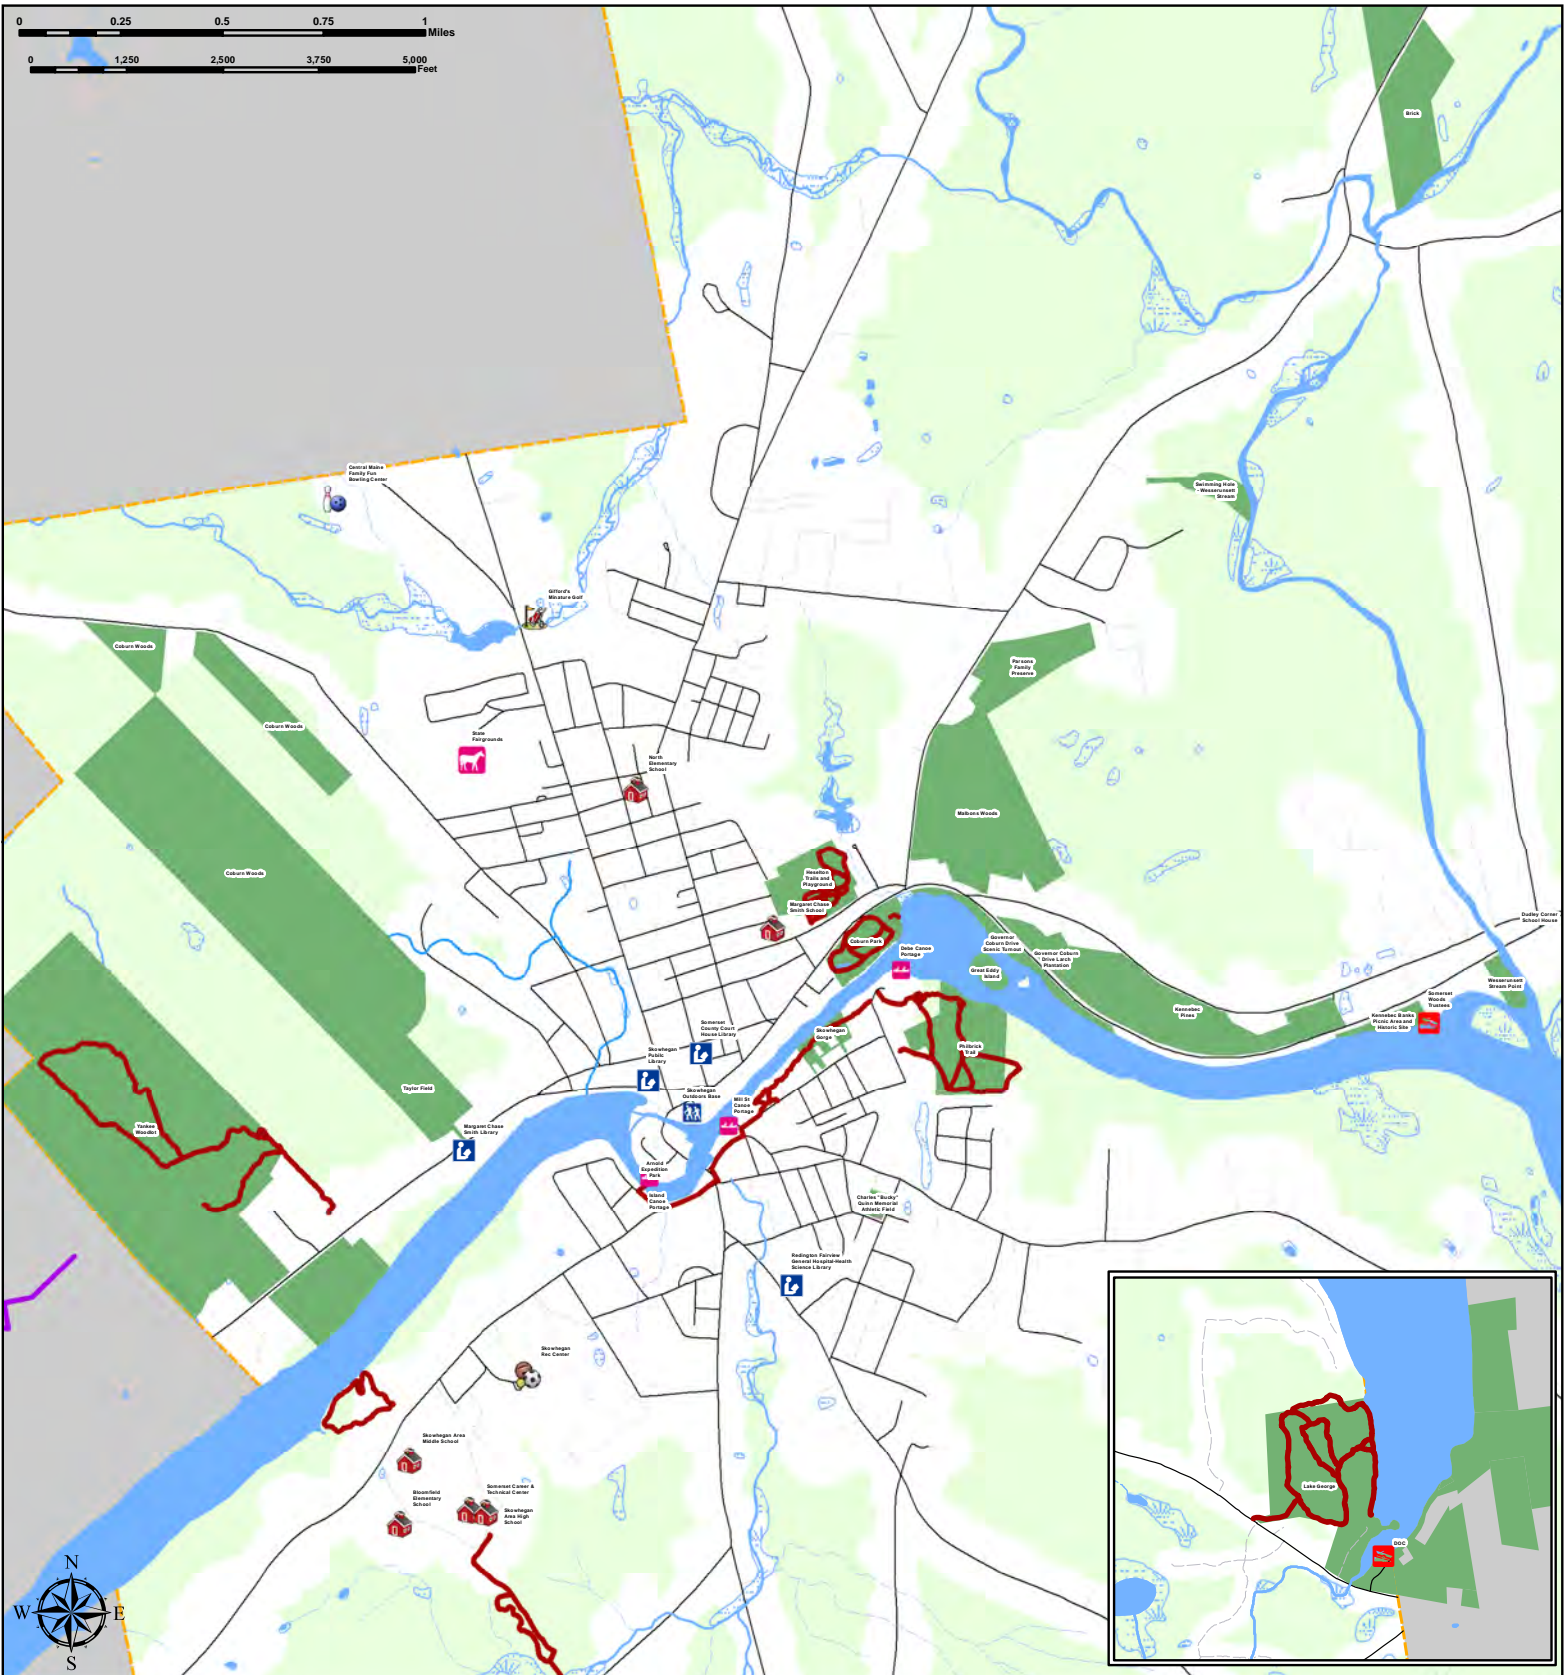 0 0.25 0.5 0.75 1
Miles
0 1,250 2,500 3,750 5,000
Feet
Brick
Central Maine
Family Fun
Bowling Center
Swimming Hole
- Wesserunsett
Stream
Gifford's
Minature Golf
Coburn Woods
Parsons
Family
Preserve
Coburn Woods
State
Fairgrounds
North
Elementary
School
Malbons Woods
Coburn Woods
Heselton
Trails and
Playground
Margaret Chase
Smith School
Dudley Corner
School House
Coburn Park
Debe Canoe
Portage
Governor
Coburn Drive
Scenic Turnout
Governor Coburn
Drive Larch
Plantation
Great Eddy
Island
Wesserunsett
Stream Point
Somerset
Woods
Trustees
Kennebec
Pines
Kennebec Banks
Picnic Area and
Historic Site
Somerset
County Court
House Library
Skowhegan
Gorge
Skowhegan
Public
Library
Philbrick
Trail
Taylor Field
Skowhegan
Outdoors Base
Mill St
Canoe
Portage
Yankee
Woodlot
Margaret Chase
Smith Library
Arnold
Expedition
Park
Island
Canoe
Portage
Charles "Bucky"
Quinn Memorial
Athletic Field
Redington Fairview
General Hospital-Health
Science Library
Skowhegan
Rec Center
Skowhegan Area
Middle School
Bloomfield
Elementary
School
Somerset Career &
Technical Center
Skowhegan
Area High
School
Lake George
DOC
N
W E
S